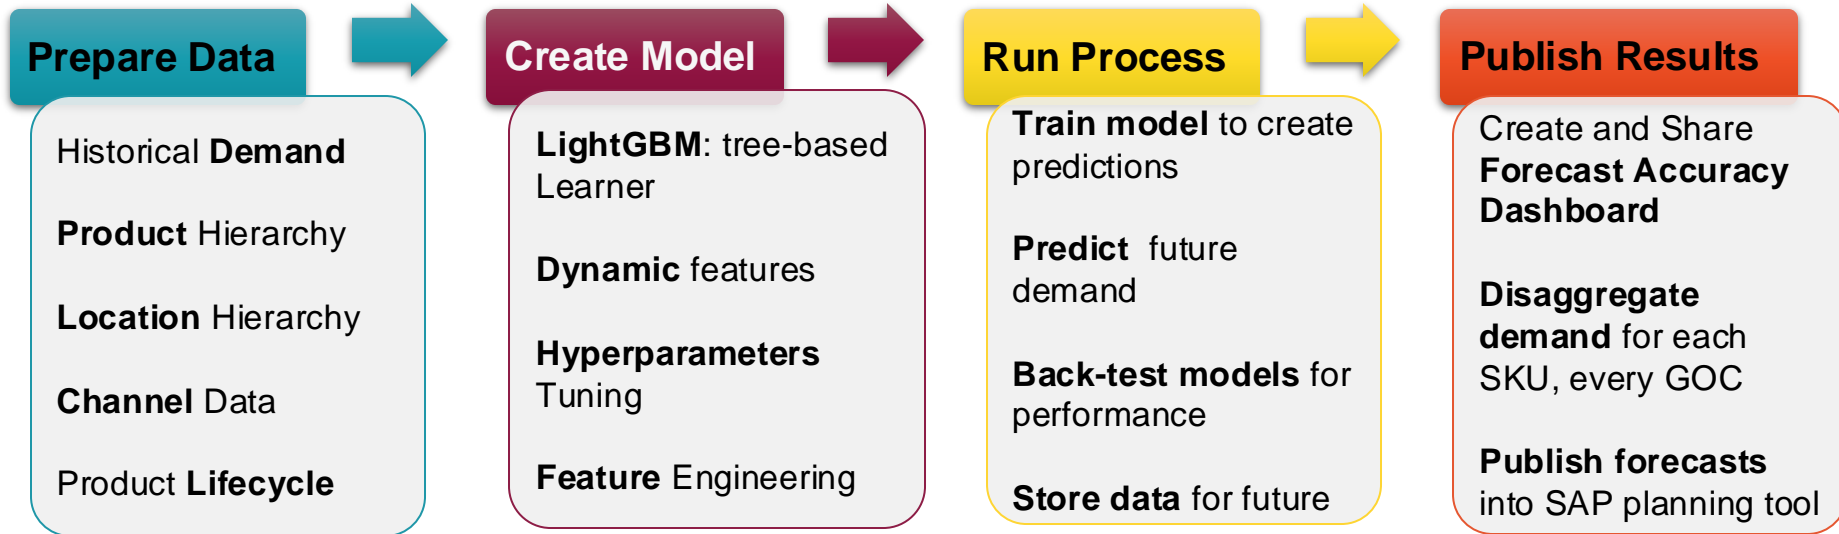 Prepare Data
Historical Demand
Product Hierarchy
Location Hierarchy
Channel Data
Product Lifecycle
Create Model
LightGBM: tree-based
Learner
Dynamic features
Hyperparameters
Tuning
Feature Engineering
Run Process
Train model to create
predictions
Predict future
demand
Back-test models for
performance
Store data for future
Publish Results
Create and Share
Forecast Accuracy
Dashboard
Disaggregate
demand for each
SKU, every GOC
Publish forecasts
into SAP planning tool